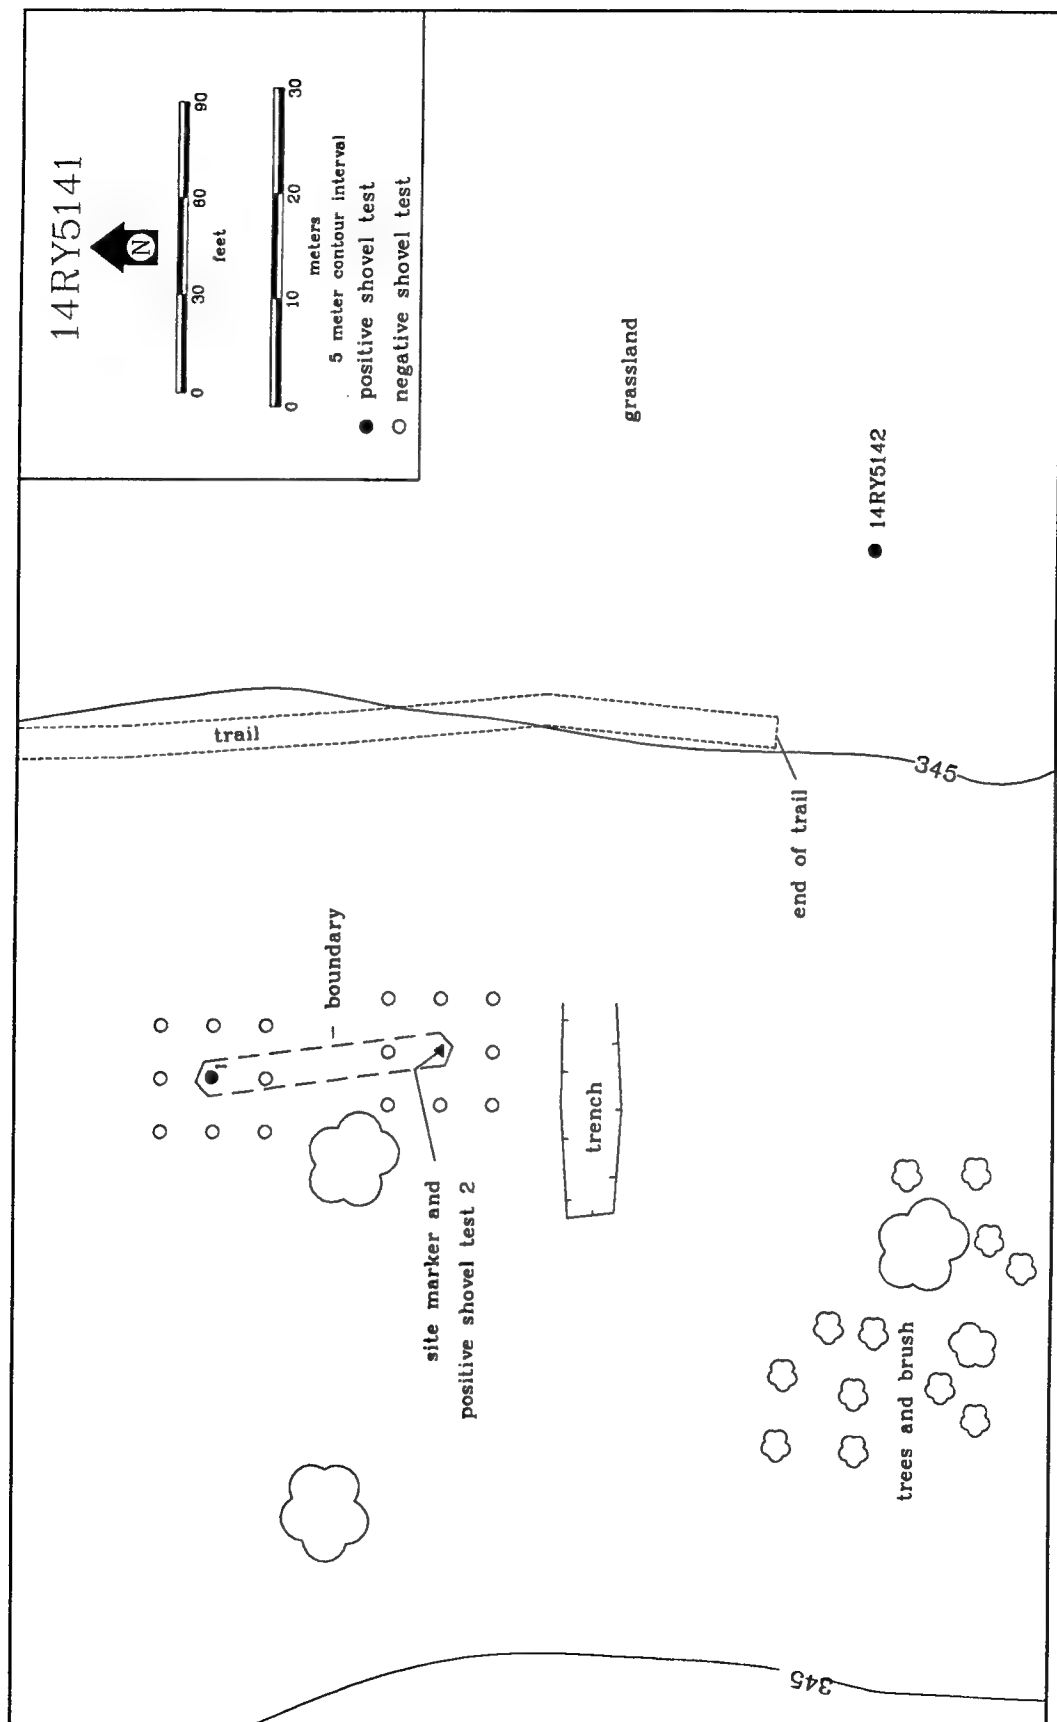 14RY5141
N
0 30 60 90
feet
0 10 20 30
meters
5 meter contour interval
positive shovel test
negative shovel test
grassland
14RY5142
trail
345
end of trail
boundary
1
site marker and
positive shovel test 2
trench
trees and brush
345